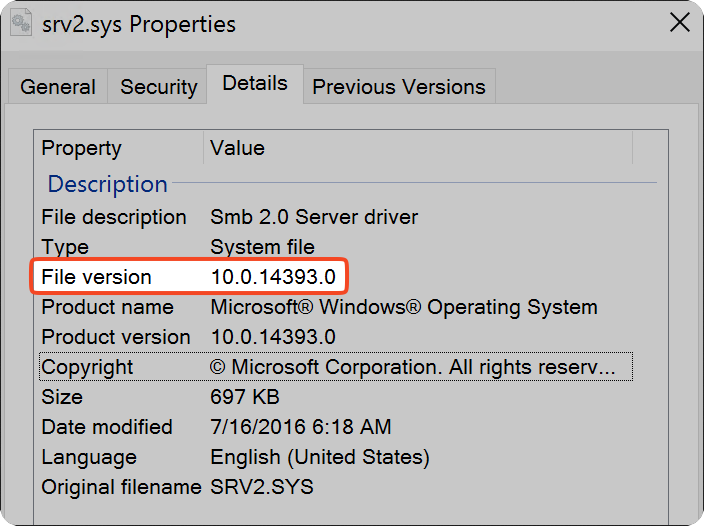 srv2.sys Properties
General Security Details Previous Versions
Property Value
Description
File description Smb 2.0 Server driver
Type System file
File version 10.0.14393.0
Product name Microsoft® Windows® Operating System
Product version 10.0.14393.0
Copyright © Microsoft Corporation. All rights reserv...
Size 697 KB
Date modified 7/16/2016 6:18 AM
Language English (United States)
Original filename SRV2.SYS